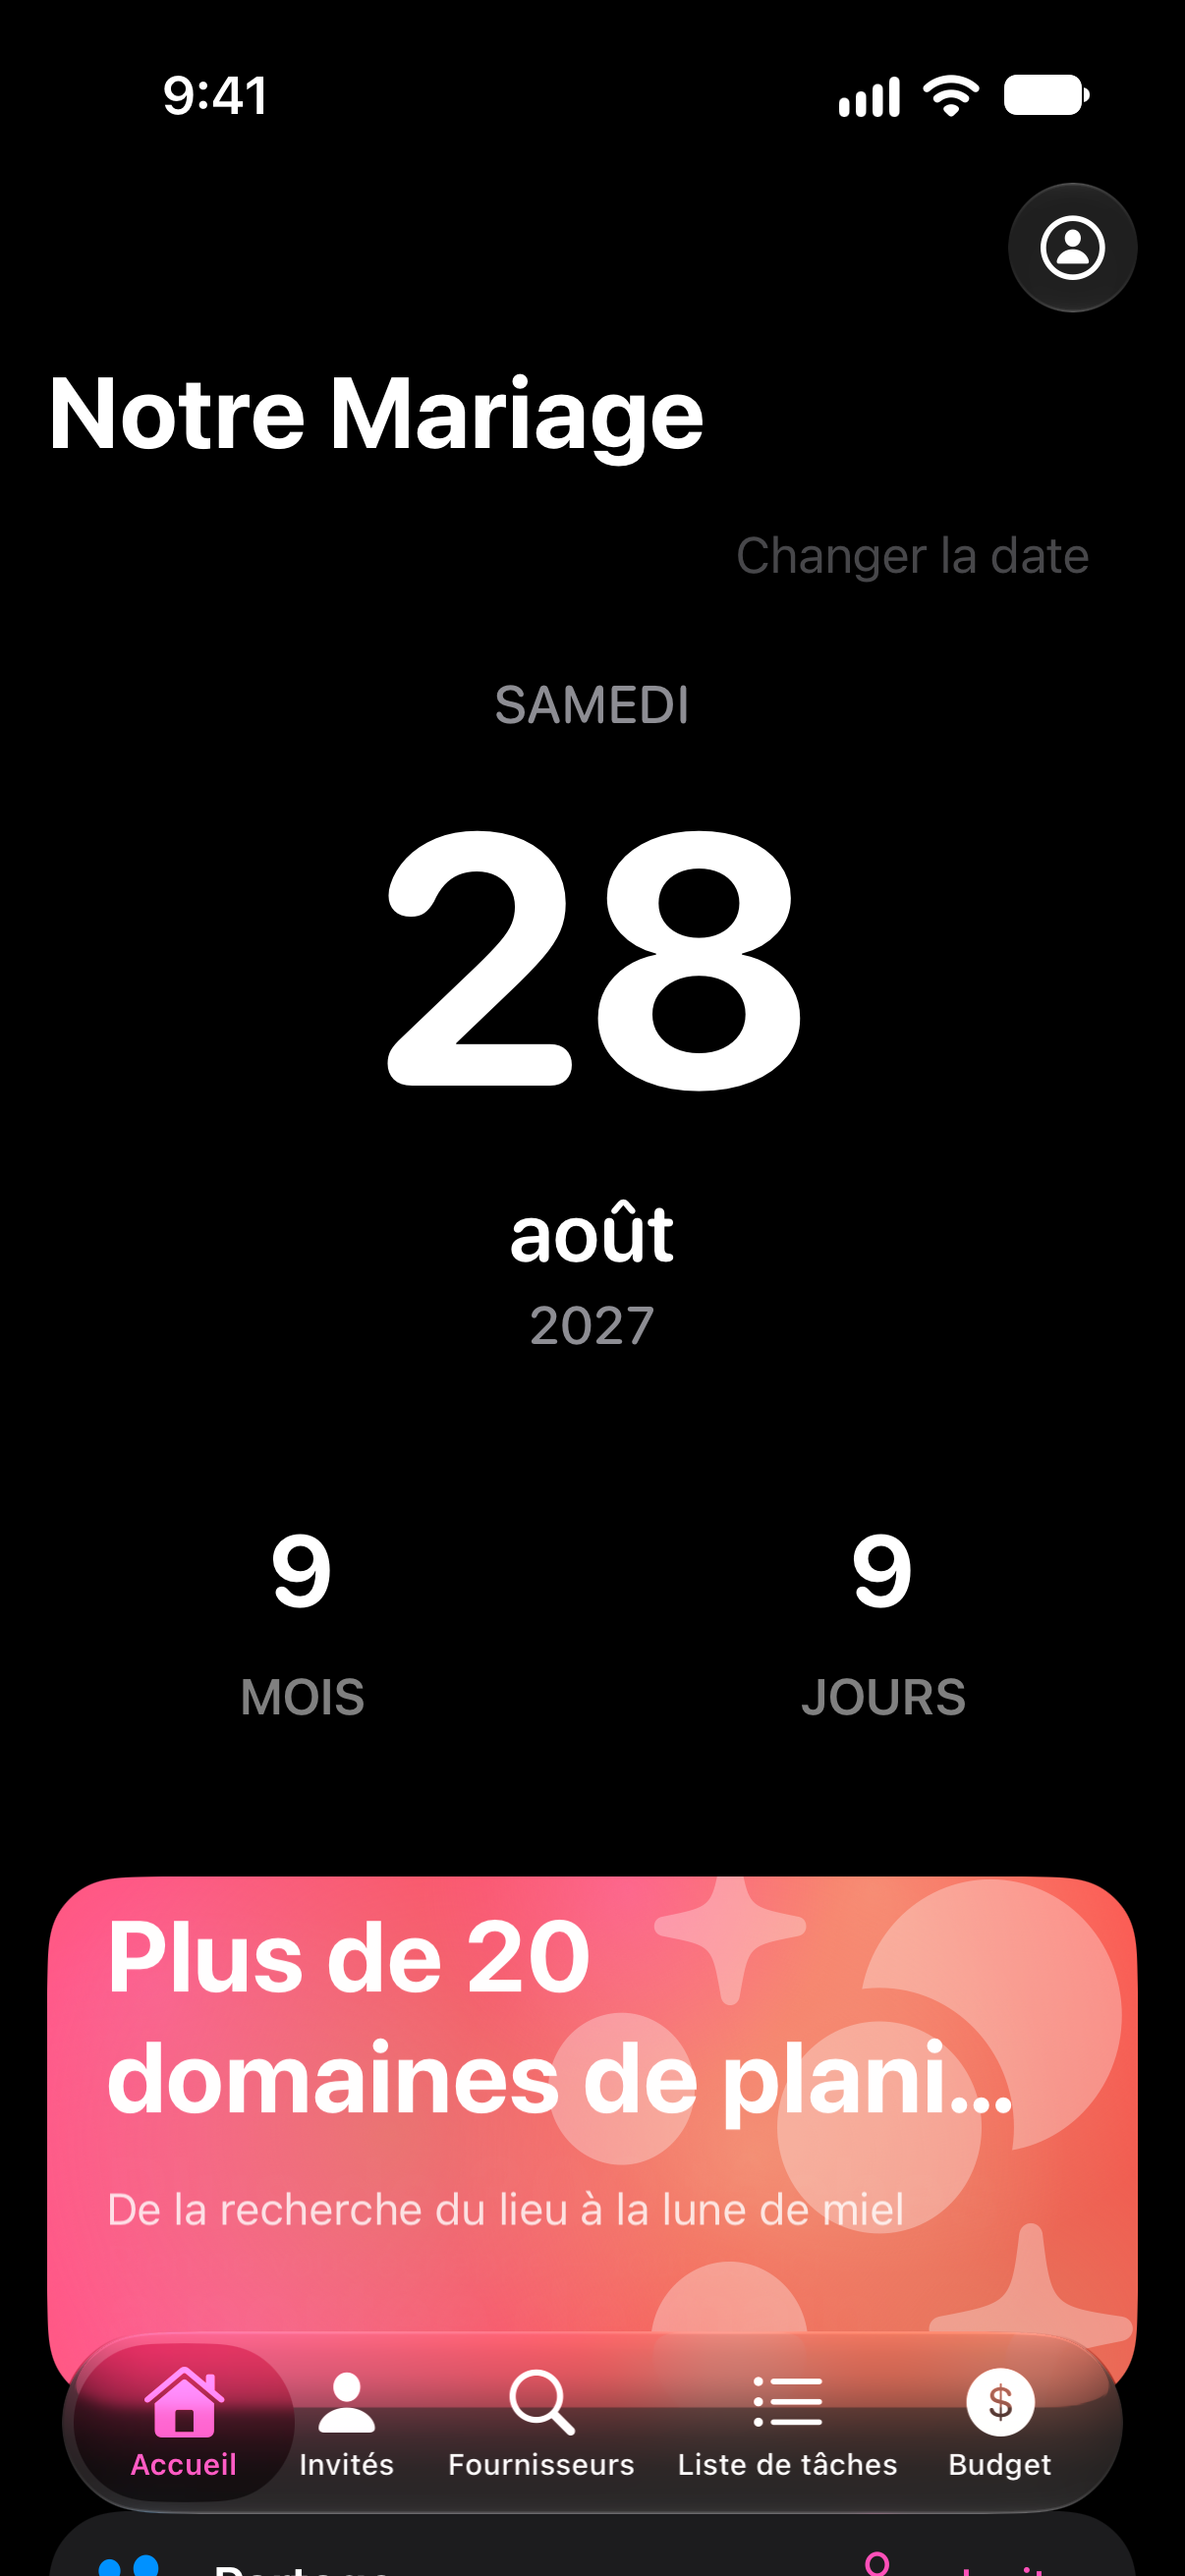 9:41
Notre Mariage
Changer la date
SAMEDI
28
août
2027
9
MOIS
9
JOURS
Plus de 20
domaines de plani...
De la recherche du lieu à la lune de miel
Accueil
Invités
Fournisseurs
Liste de tâches
$
Budget